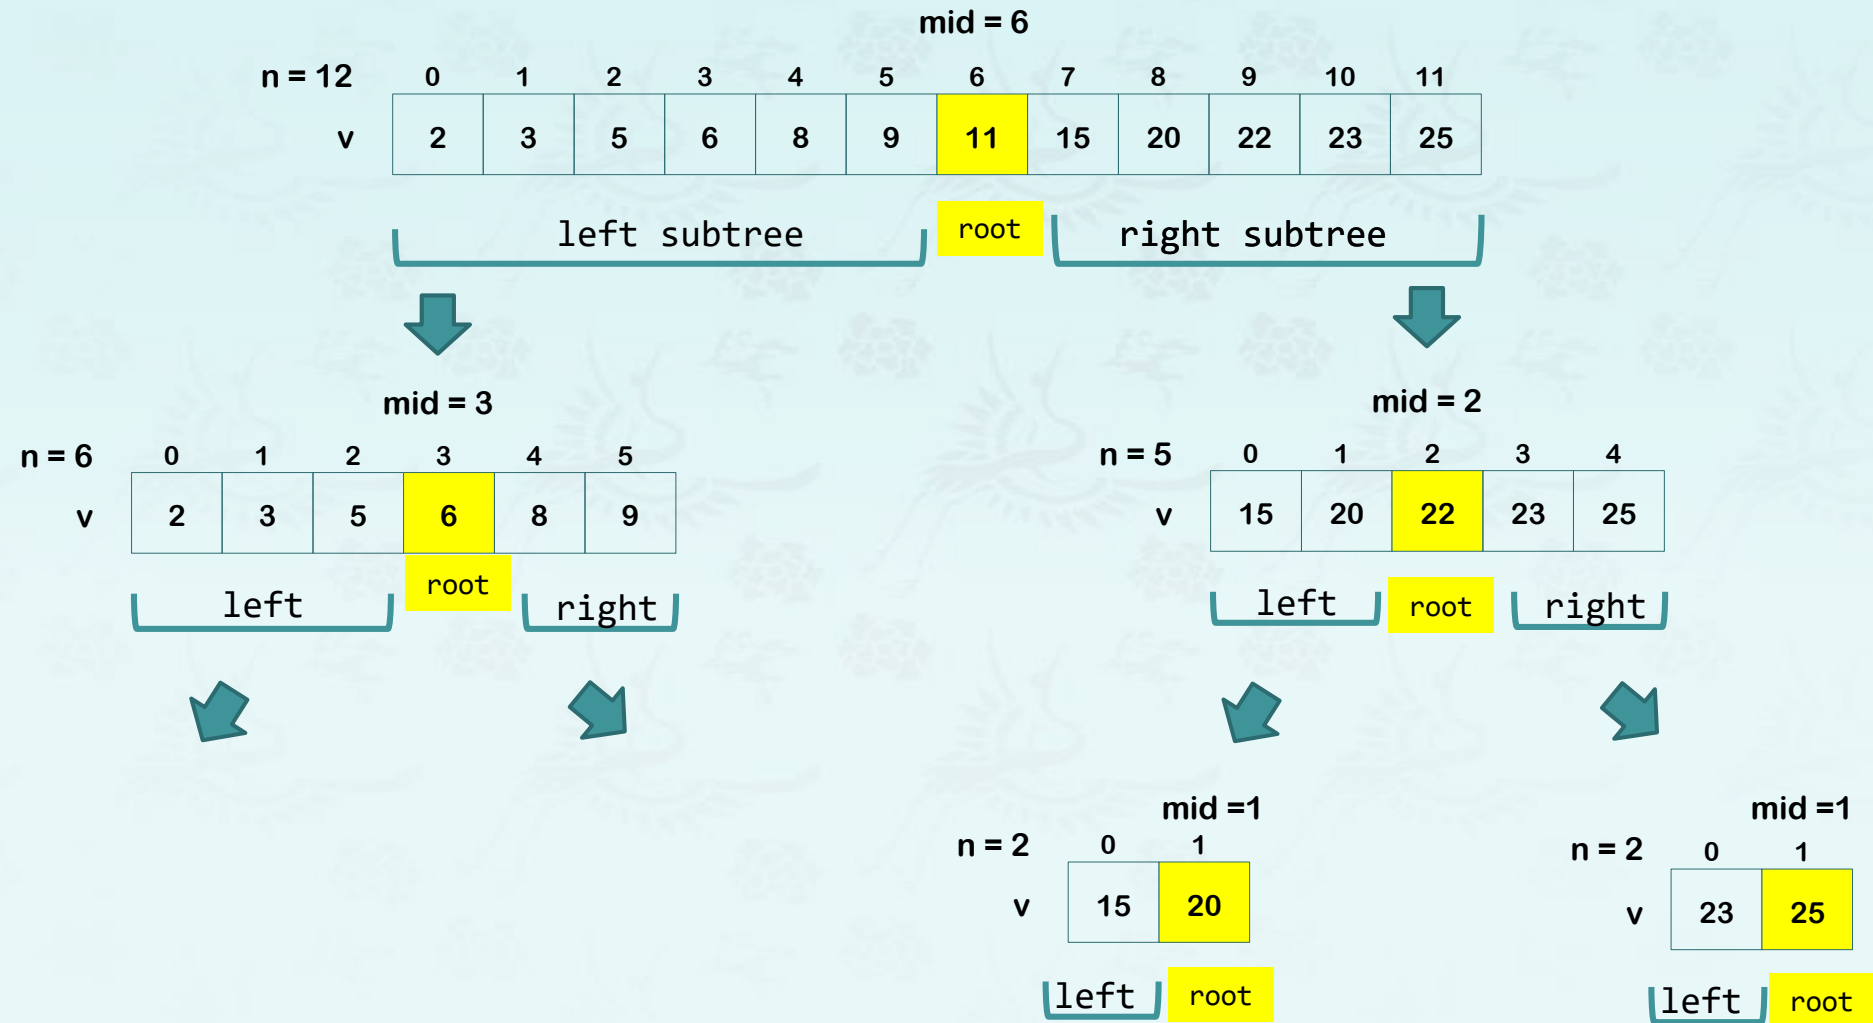 mid = 6
n = 12 0 1 2 3 4 5 6 7 8 9 10 11
v 2 3 5 6 8 9 11 15 20 22 23 25
left subtree root right subtree
mid = 3
n = 6 0 1 2 3 4 5
v 2 3 5 6 8 9
left root right
mid = 2
n = 5 0 1 2 3 4
v 15 20 22 23 25
left root right
mid =1
n = 2 0 1
v 15 20
left root
mid =1
n = 2 0 1
v 23 25
left root